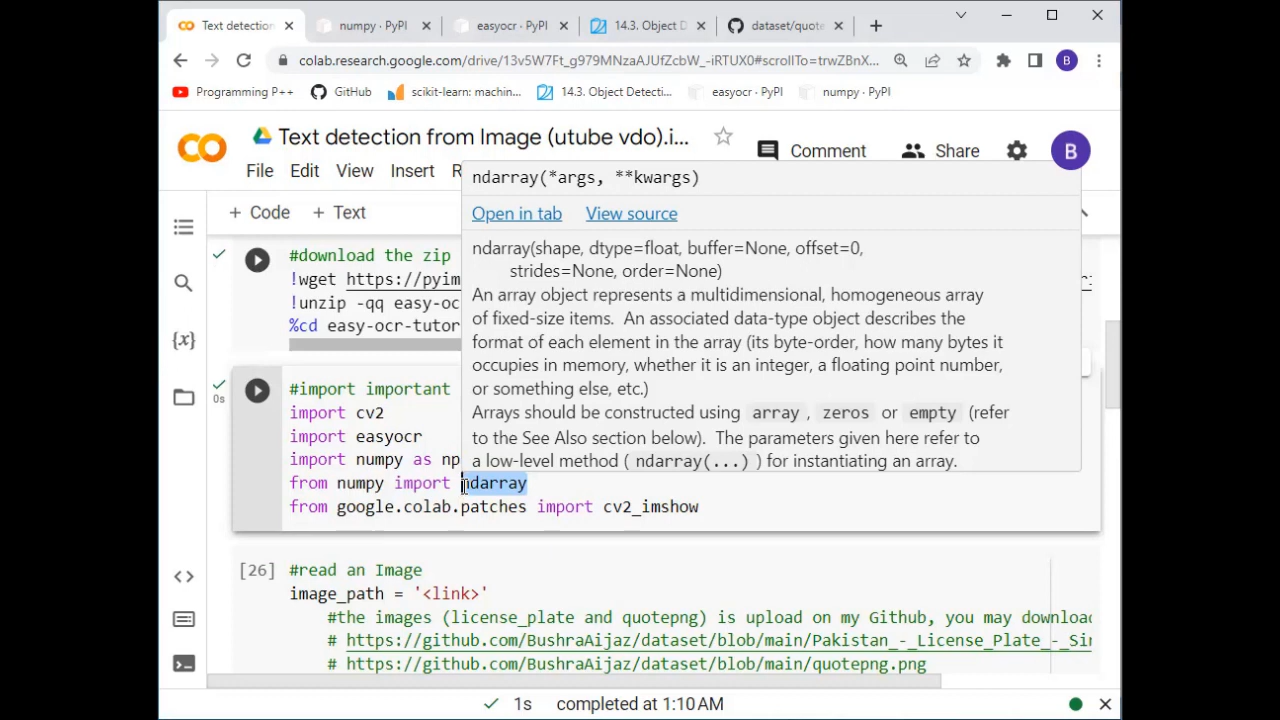 Text detection
numpy · PyPI
easyocr · PyPI
14.3. Object D
dataset/quote
colab.research.google.com/drive/13v5W7Ft_g979MNzaAJUfZcbW_-iRTUX0#scrollTo=trwZBnX...
B
Programming P++
GitHub
scikit-learn: machin...
14.3. Object Detecti...
easyocr · PyPI
numpy · PyPI
Text detection from Image (utube vdo).i...
Comment
Share
B
File Edit View Insert R
ndarray(*args, **kwargs)
+ Code + Text
Open in tab View source
ndarray(shape, dtype=float, buffer=None, offset=0,
strides=None, order=None)
An array object represents a multidimensional, homogeneous array
of fixed-size items. An associated data-type object describes the
format of each element in the array (its byte-order, how many bytes it
occupies in memory, whether it is an integer, a floating point number,
or something else, etc.)
Arrays should be constructed using array , zeros or empty (refer
to the See Also section below). The parameters given here refer to
a low-level method ( ndarray(...) ) for instantiating an array.
#download the zip
!wget https://pyim
!unzip -qq easy-oc
%cd easy-ocr-tutor
0s
#import important
import cv2
import easyocr
import numpy as np
from numpy import ndarray
from google.colab.patches import cv2_imshow
[26]
#read an Image
image_path = '<link>'
#the images (license_plate and quotepng) is upload on my Github, you may download
# https://github.com/BushraAijaz/dataset/blob/main/Pakistan_-_License_Plate_-_Sin
# https://github.com/BushraAijaz/dataset/blob/main/quotepng.png
1s completed at 1:10 AM